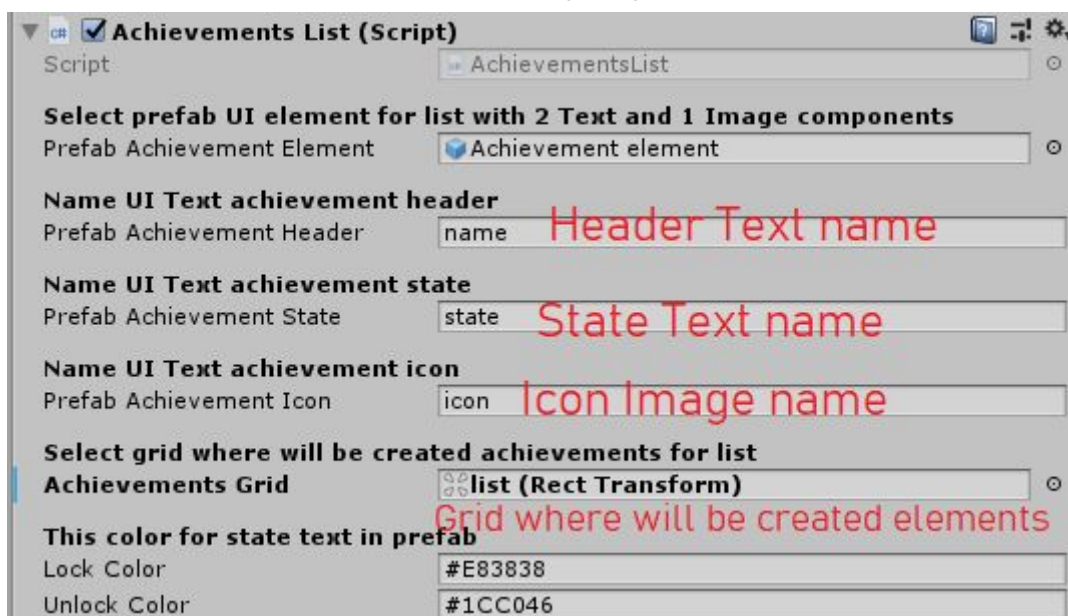 Achievements List (Script)
Script AchievementsList
Select prefab UI element for list with 2 Text and 1 Image components
Prefab Achievement Element Achievement element
Name UI Text achievement header
Prefab Achievement Header name Header Text name
Name UI Text achievement state
Prefab Achievement State state State Text name
Name UI Text achievement icon
Prefab Achievement Icon icon Icon Image name
Select grid where will be created achievements for list
Achievements Grid list (Rect Transform)
Grid where will be created elements
This color for state text in prefab
Lock Color #E83838
Unlock Color #1CC046